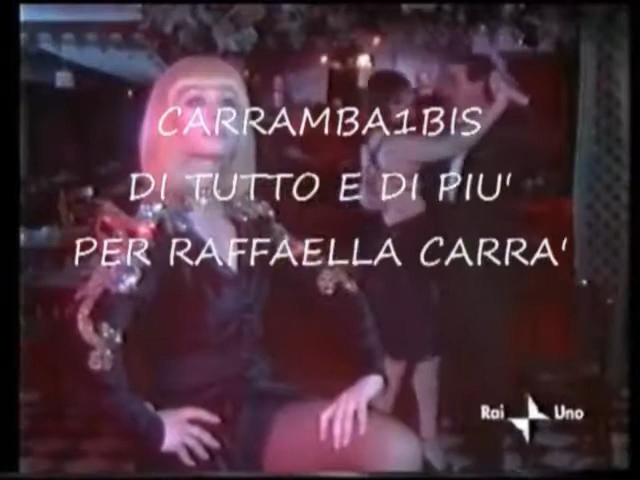 CARRAMBA1BIS
DI TUTTO E DI PIU'
PER RAFFAELLA CARRA'
Rai Uno